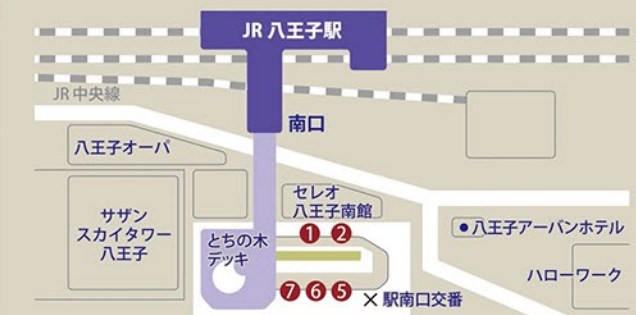 JR 八王子駅
JR中央線
南口
八王子オーパ
セレオ
八王子南館
サザン
スカイタワー
八王子
とちの木
デッキ
1 2
八王子アーバンホテル
ハローワーク
7 6 5
× 駅南口交番